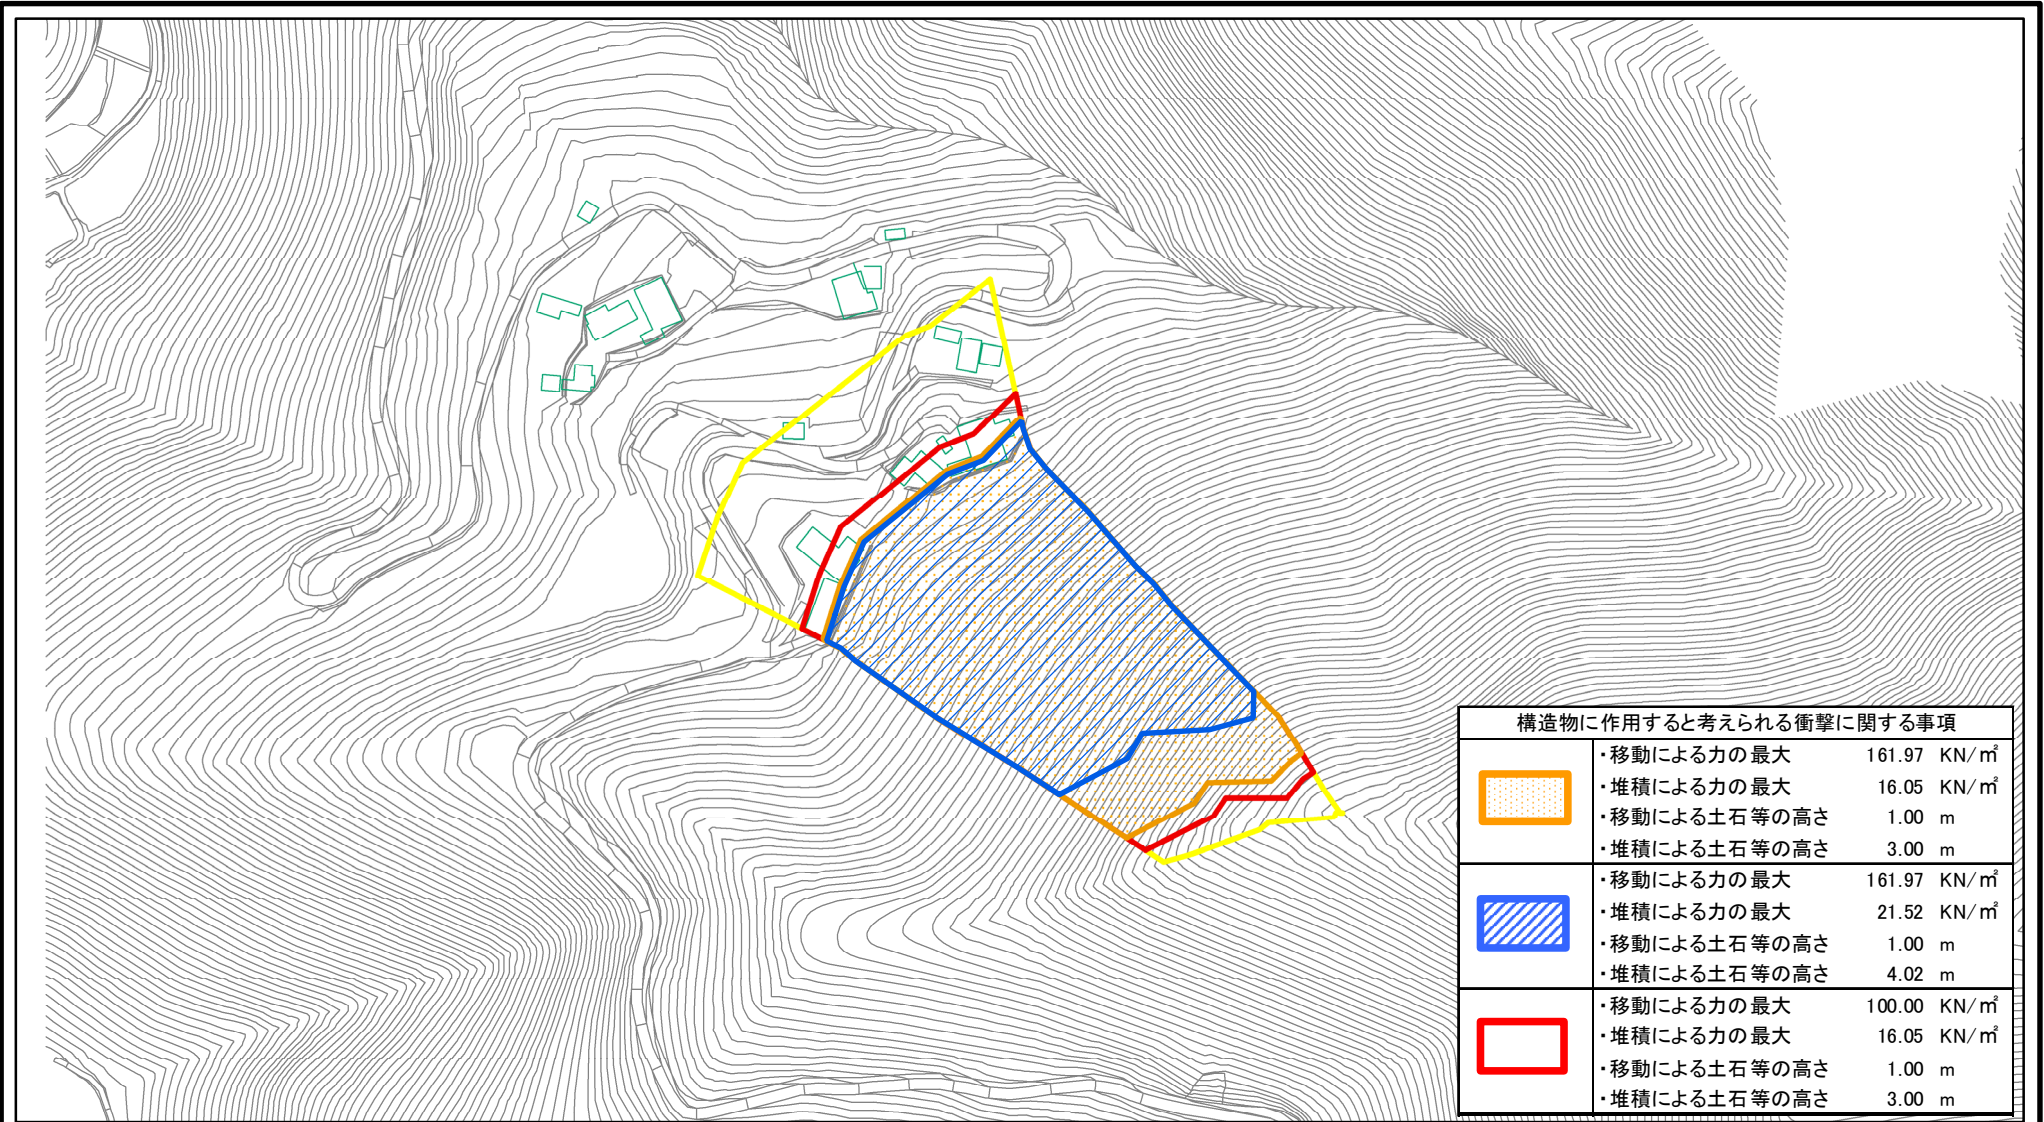 構造物に作用すると考えられる衝撃に関する事項
・移動による力の最大 161.97 KN/㎡
・堆積による力の最大 16.05 KN/㎡
・移動による土石等の高さ 1.00 m
・堆積による土石等の高さ 3.00 m
・移動による力の最大 161.97 KN/㎡
・堆積による力の最大 21.52 KN/㎡
・移動による土石等の高さ 1.00 m
・堆積による土石等の高さ 4.02 m
・移動による力の最大 100.00 KN/㎡
・堆積による力の最大 16.05 KN/㎡
・移動による土石等の高さ 1.00 m
・堆積による土石等の高さ 3.00 m